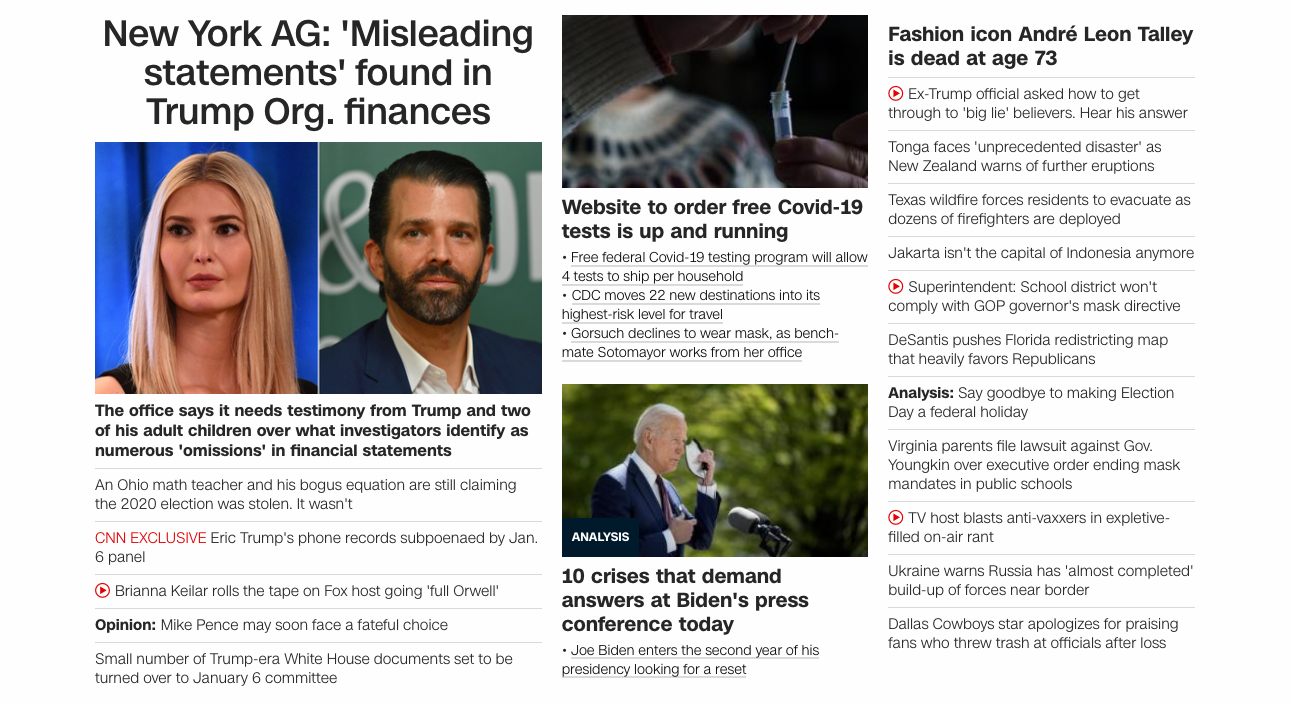 New York AG: 'Misleading
statements' found in
Trump Org. finances
The office says it needs testimony from Trump and two
of his adult children over what investigators identify as
numerous 'omissions' in financial statements
An Ohio math teacher and his bogus equation are still claiming
the 2020 election was stolen. It wasn't
CNN EXCLUSIVE Eric Trump's phone records subpoenaed by Jan.
6 panel
Brianna Keilar rolls the tape on Fox host going 'full Orwell'
Opinion: Mike Pence may soon face a fateful choice
Small number of Trump-era White House documents set to be
turned over to January 6 committee
Website to order free Covid-19
tests is up and running
• Free federal Covid-19 testing program will allow
4 tests to ship per household
• CDC moves 22 new destinations into its
highest-risk level for travel
• Gorsuch declines to wear mask, as bench-
mate Sotomayor works from her office
ANALYSIS
10 crises that demand
answers at Biden's press
conference today
• Joe Biden enters the second year of his
presidency looking for a reset
Fashion icon André Leon Talley
is dead at age 73
Ex-Trump official asked how to get
through to 'big lie' believers. Hear his answer
Tonga faces 'unprecedented disaster' as
New Zealand warns of further eruptions
Texas wildfire forces residents to evacuate as
dozens of firefighters are deployed
Jakarta isn't the capital of Indonesia anymore
Superintendent: School district won't
comply with GOP governor's mask directive
DeSantis pushes Florida redistricting map
that heavily favors Republicans
Analysis: Say goodbye to making Election
Day a federal holiday
Virginia parents file lawsuit against Gov.
Youngkin over executive order ending mask
mandates in public schools
TV host blasts anti-vaxxers in expletive-
filled on-air rant
Ukraine warns Russia has 'almost completed'
build-up of forces near border
Dallas Cowboys star apologizes for praising
fans who threw trash at officials after loss